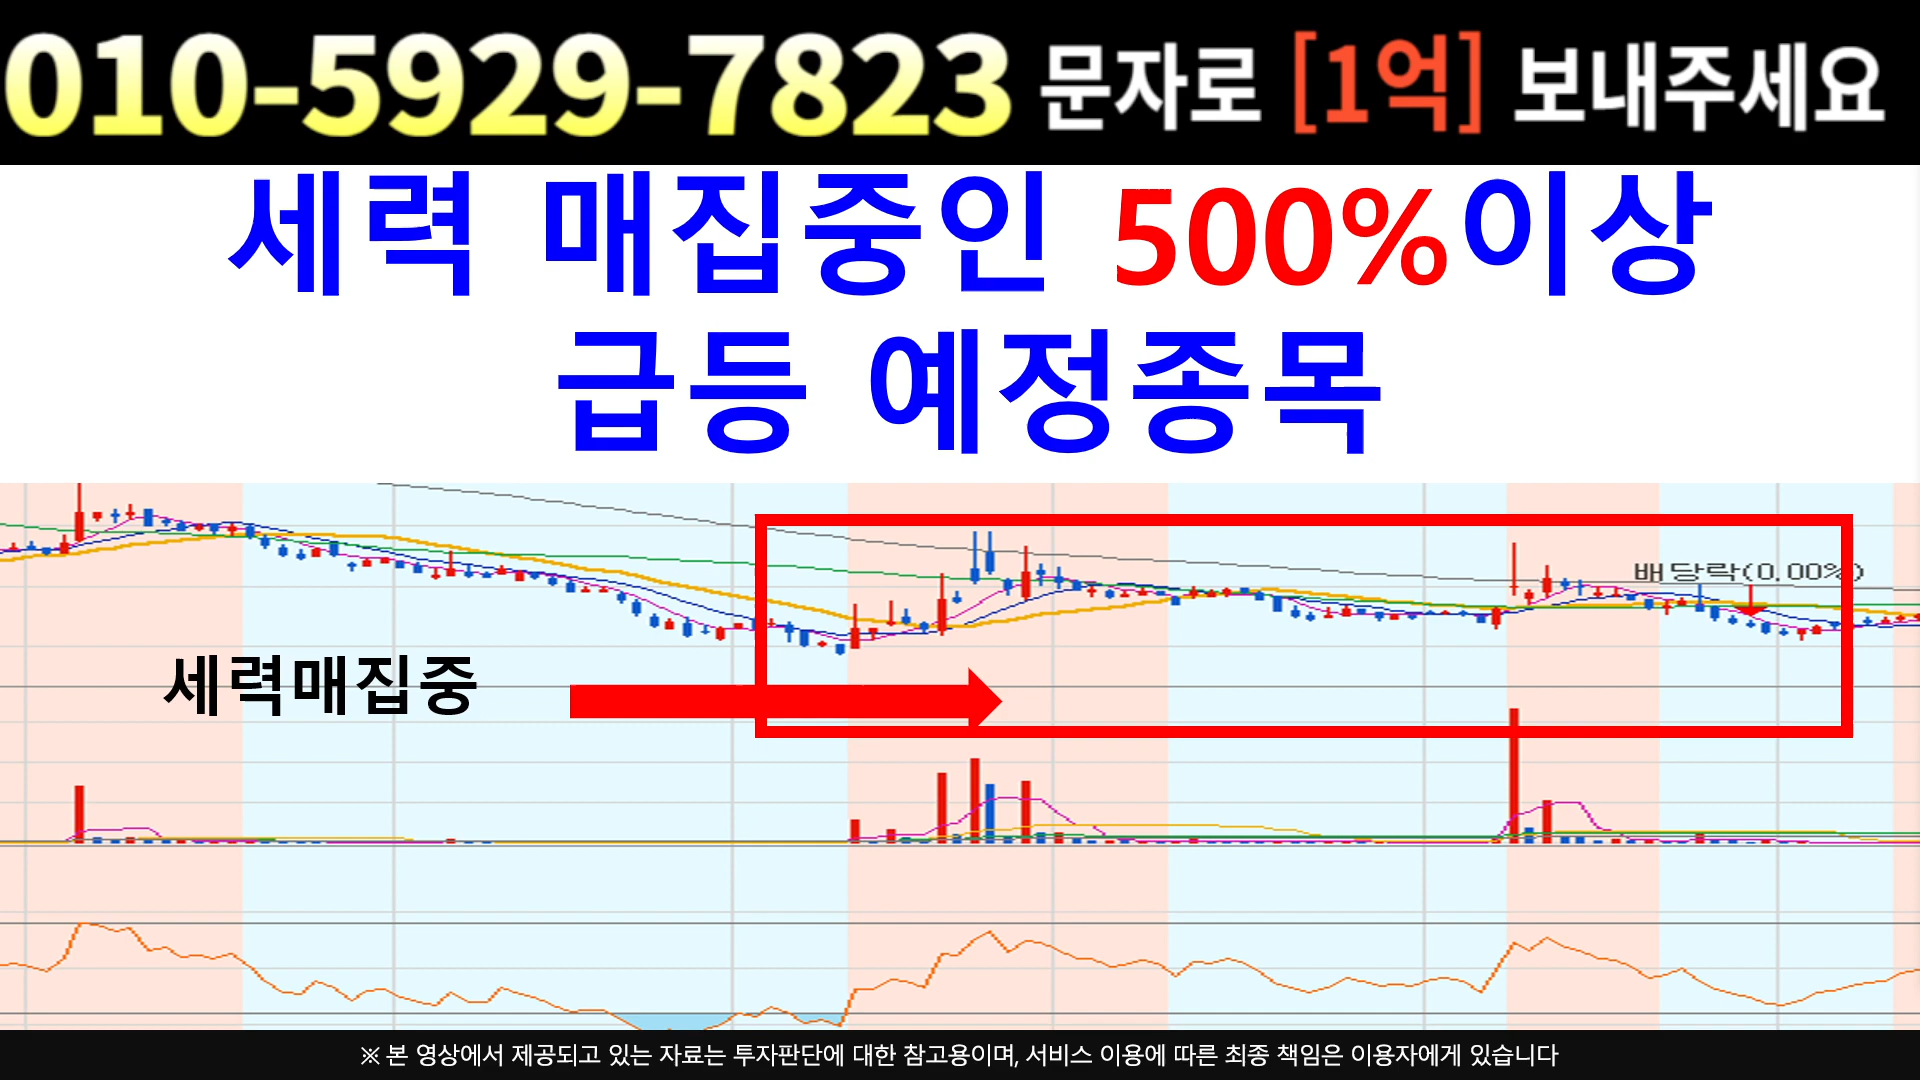 010-5929-7823 문자로 [1억] 보내주세요
세력 매집중인 500%이상
급등 예정종목
배당락(0.00%)
세력매집중
※ 본 영상에서 제공되고 있는 자료는 투자판단에 대한 참고용이며, 서비스 이용에 따른 최종 책임은 이용자에게 있습니다